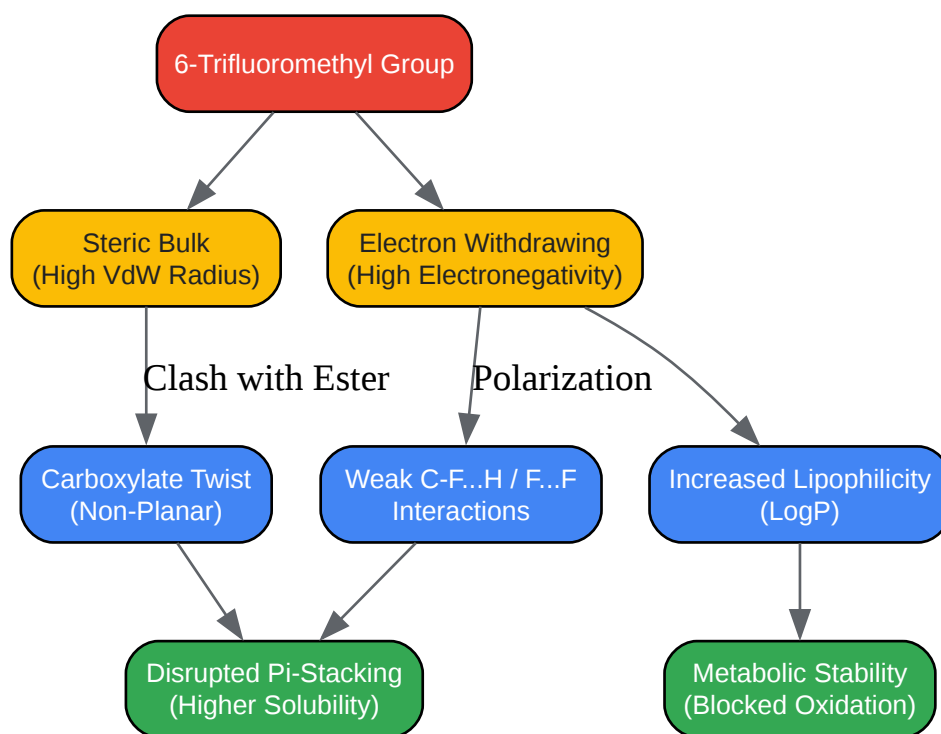 6-Trifluoromethyl Group
Steric Bulk
(High VdW Radius)
Electron Withdrawing
(High Electronegativity)
Clash with Ester
Polarization
Carboxylate Twist
(Non-Planar)
Weak C-F...H / F...F
Interactions
Increased Lipophilicity
(LogP)
Disrupted Pi-Stacking
(Higher Solubility)
Metabolic Stability
(Blocked Oxidation)